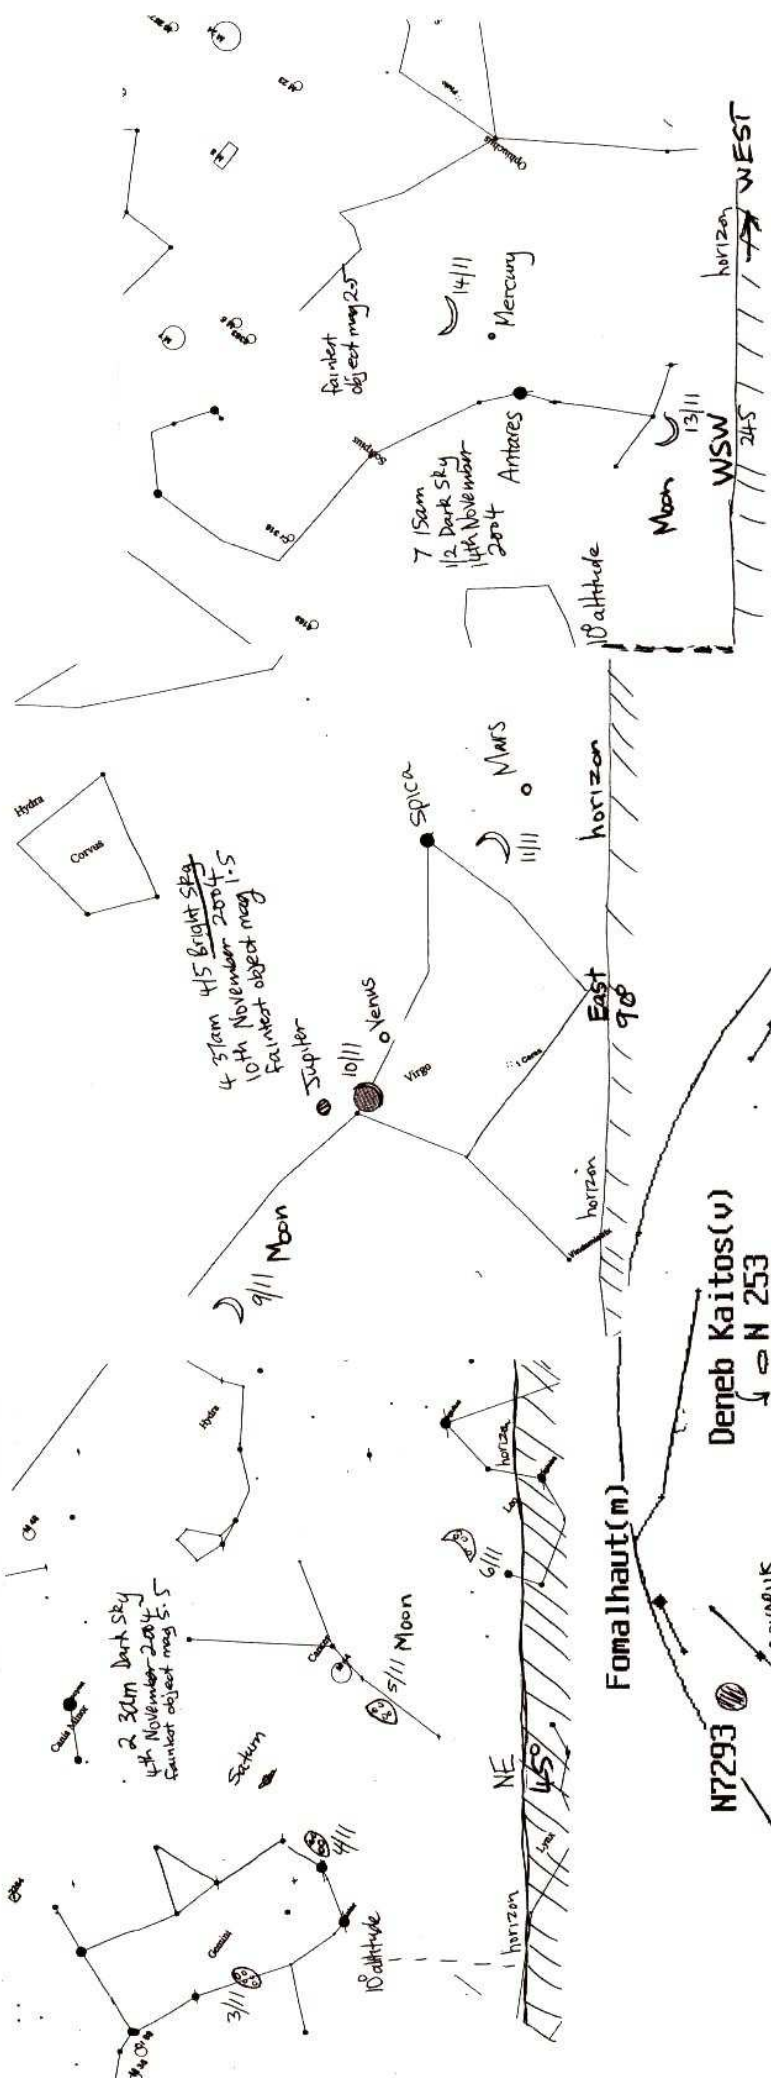 faintest
object mag 2.5
14/11
Mercury
Ophiuchus
Scorpius
7 15am
1/2 Dark Sky
14th November
2004
Antares
13/11
Moon
WSW
245
horizon
WEST
10° altitude
Hydra
Corvus
4 37am 4/5 Bright Sky
10th November 2004
faintest object mag 1.5
Jupiter
10/11
Venus
Virgo
Spica
Mars
11/11
9/11 Moon
East
90°
horizon
horizon
Vindemiatrix
Hydra
2 30am Dark Sky
4th November 2004
faintest object mag 5.5
Canis Minor
Saturn
Cancer
5/11 Moon
6/11
Leo
horizon
NE
45°
Lynx
Gemini
4/11
3/11
10° altitude
horizon
Fomalhaut(m)
Deneb Kaitos(v)
N 253
N7293